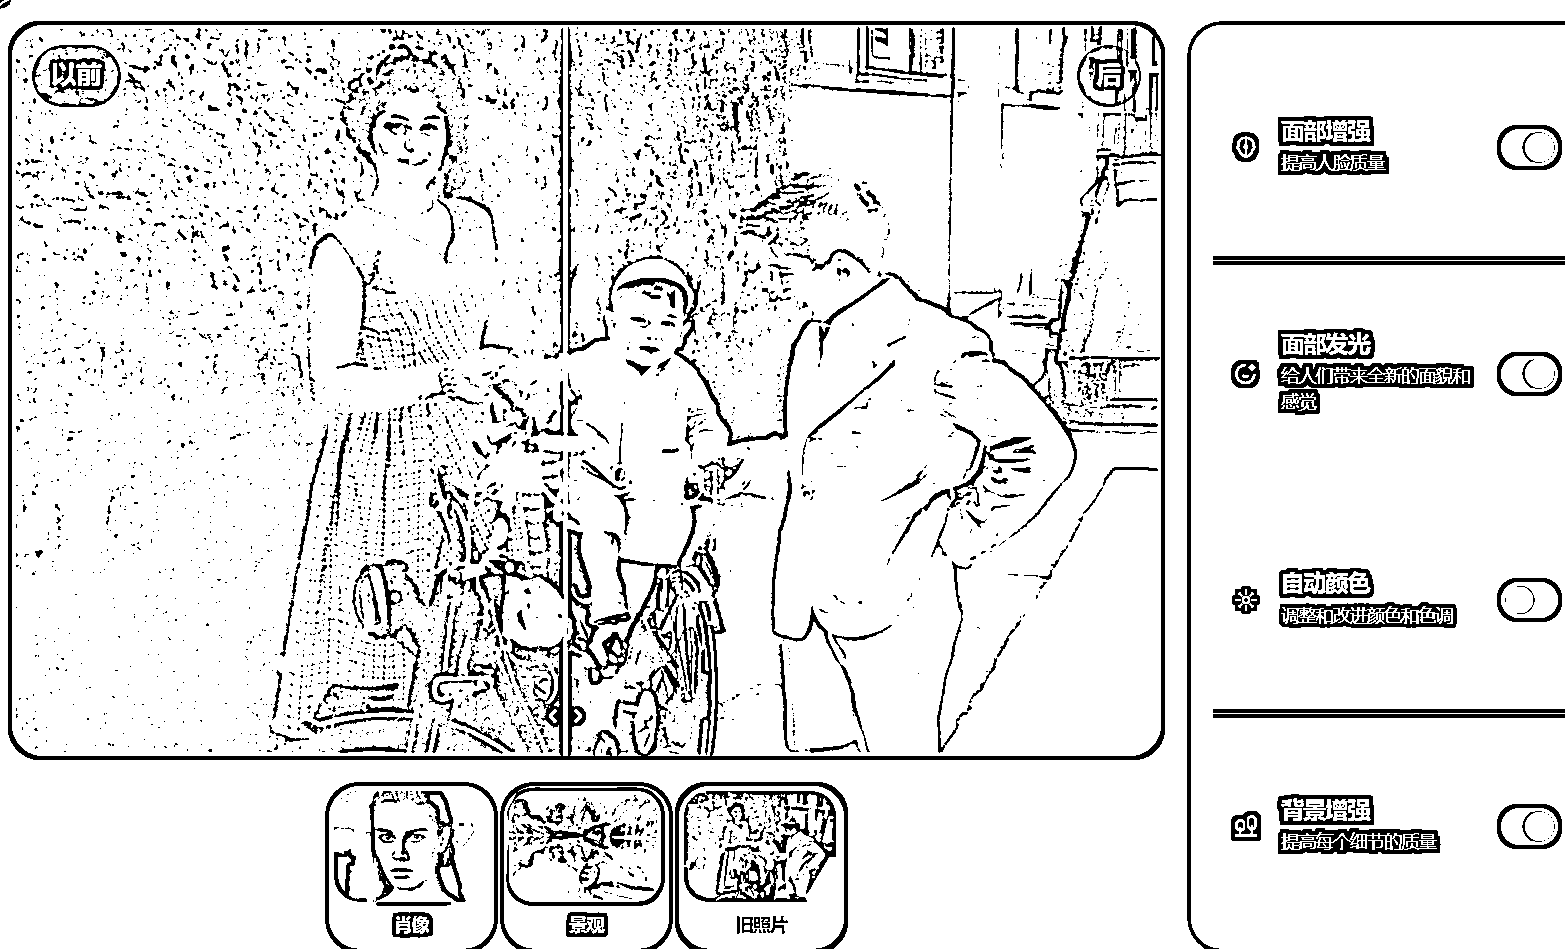 以前
后
面部增强
提高人脸质量
面部发光
给人们带来全新的面貌和
感觉
自动颜色
调整和改进颜色和色调
背景增强
提高每个细节的质量
肖像
景观
旧照片